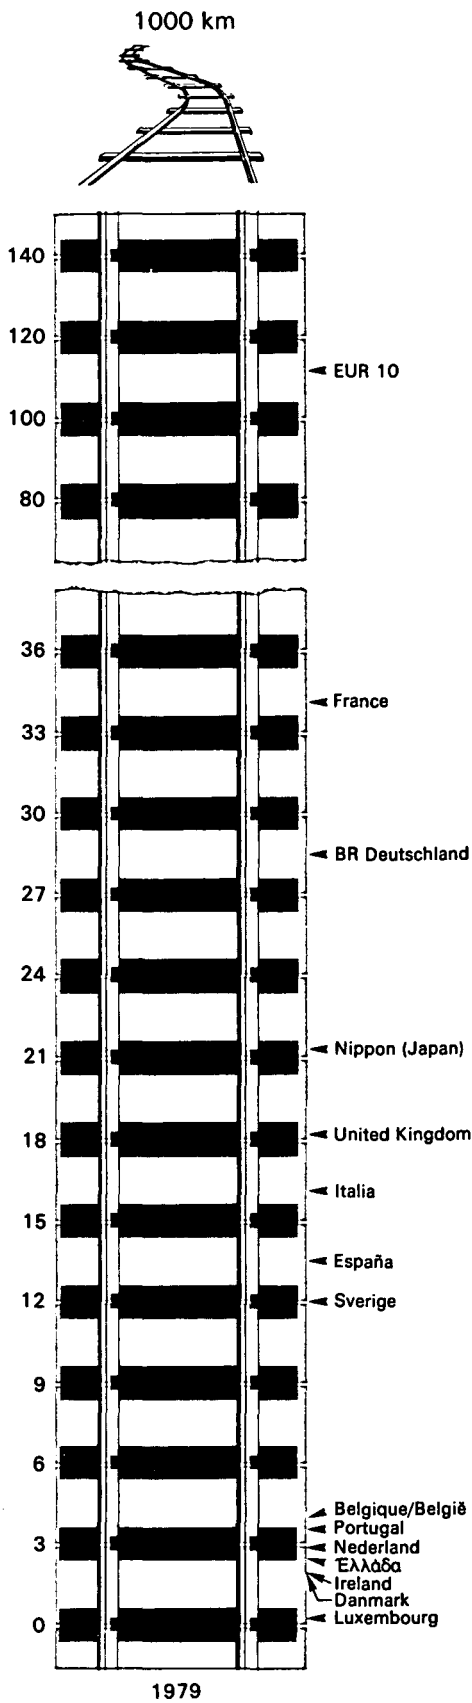 1000 km
140
120
EUR 10
100
80
36
France
33
30
BR Deutschland
27
24
Nippon (Japan)
21
United Kingdom
18
Italia
15
España
12
Sverige
9
6
Belgique/België
Portugal
3
Nederland
Ἑλλάδα
Ireland
Danmark
Luxembourg
0
1979